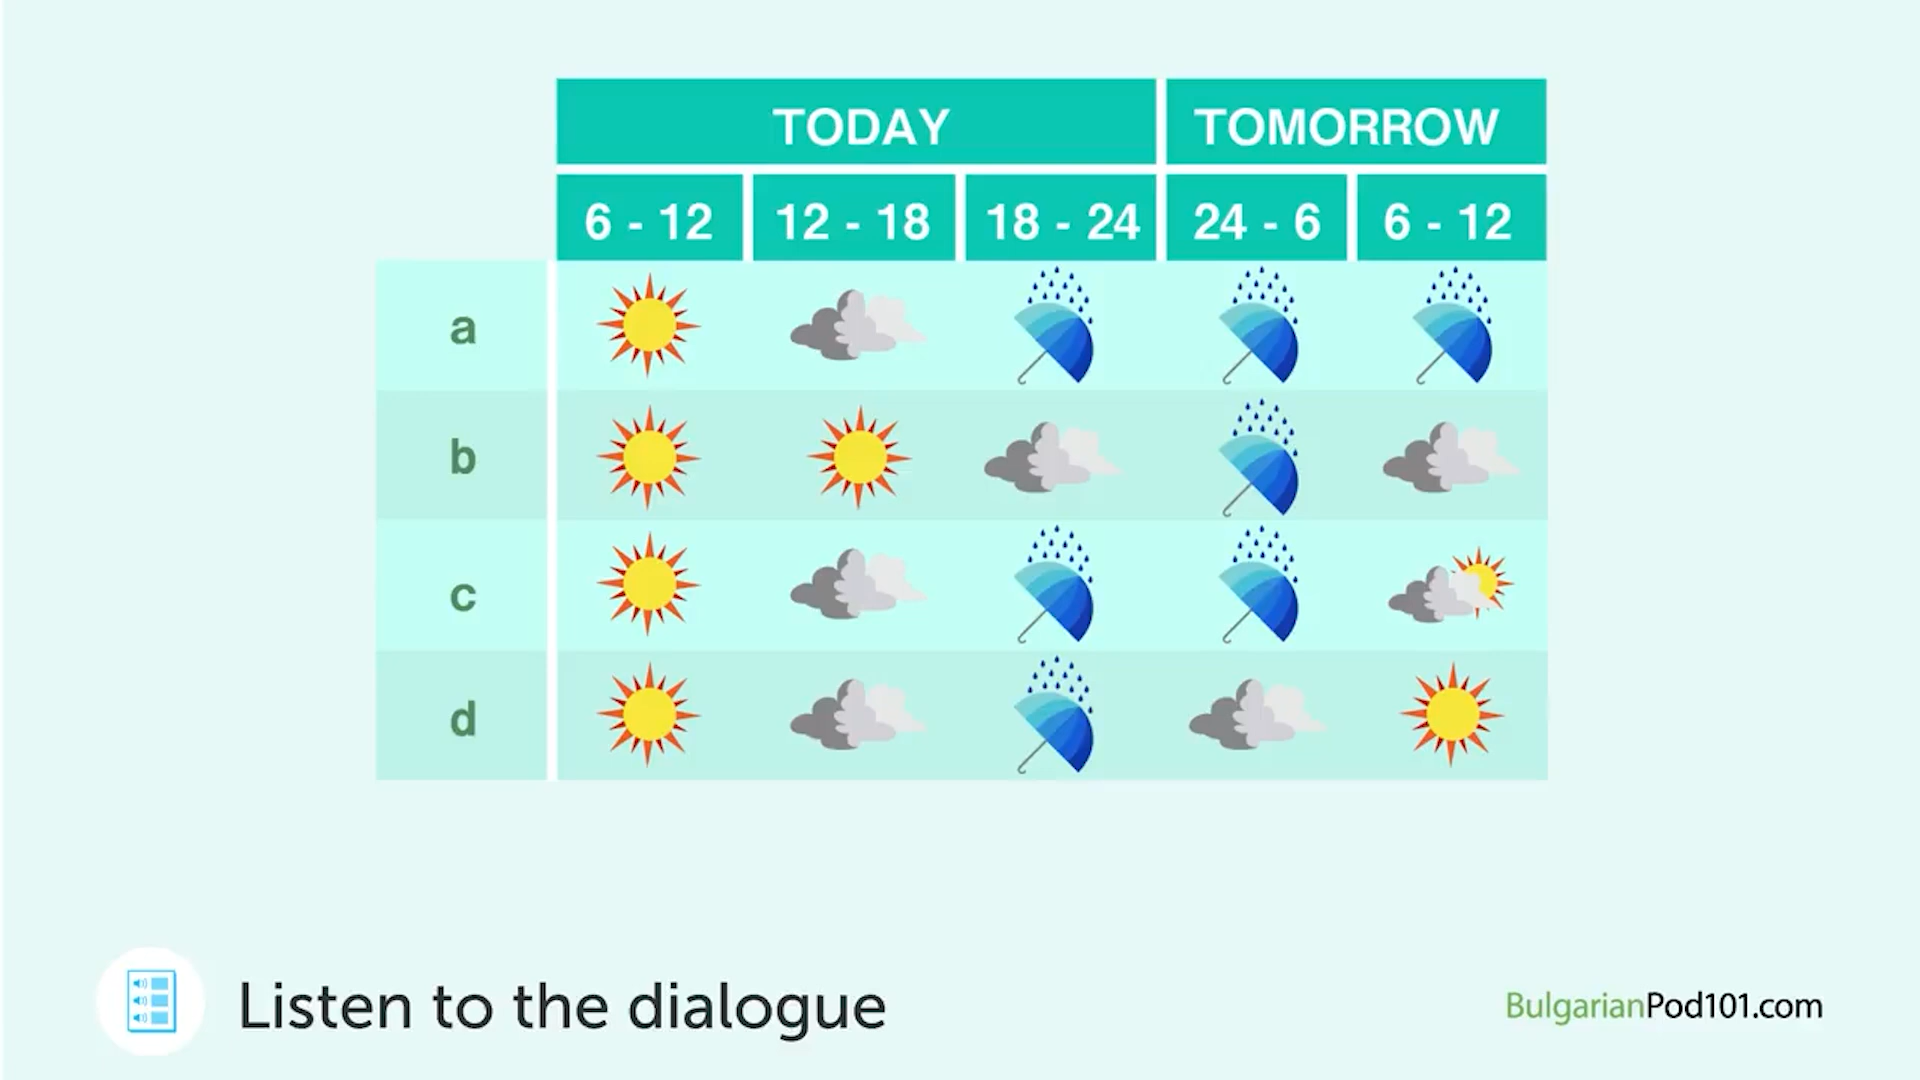 TODAY TOMORROW
6 - 12 12 - 18 18 - 24 24 - 6 6 - 12
a
b
c
d
Listen to the dialogue
BulgarianPod101.com